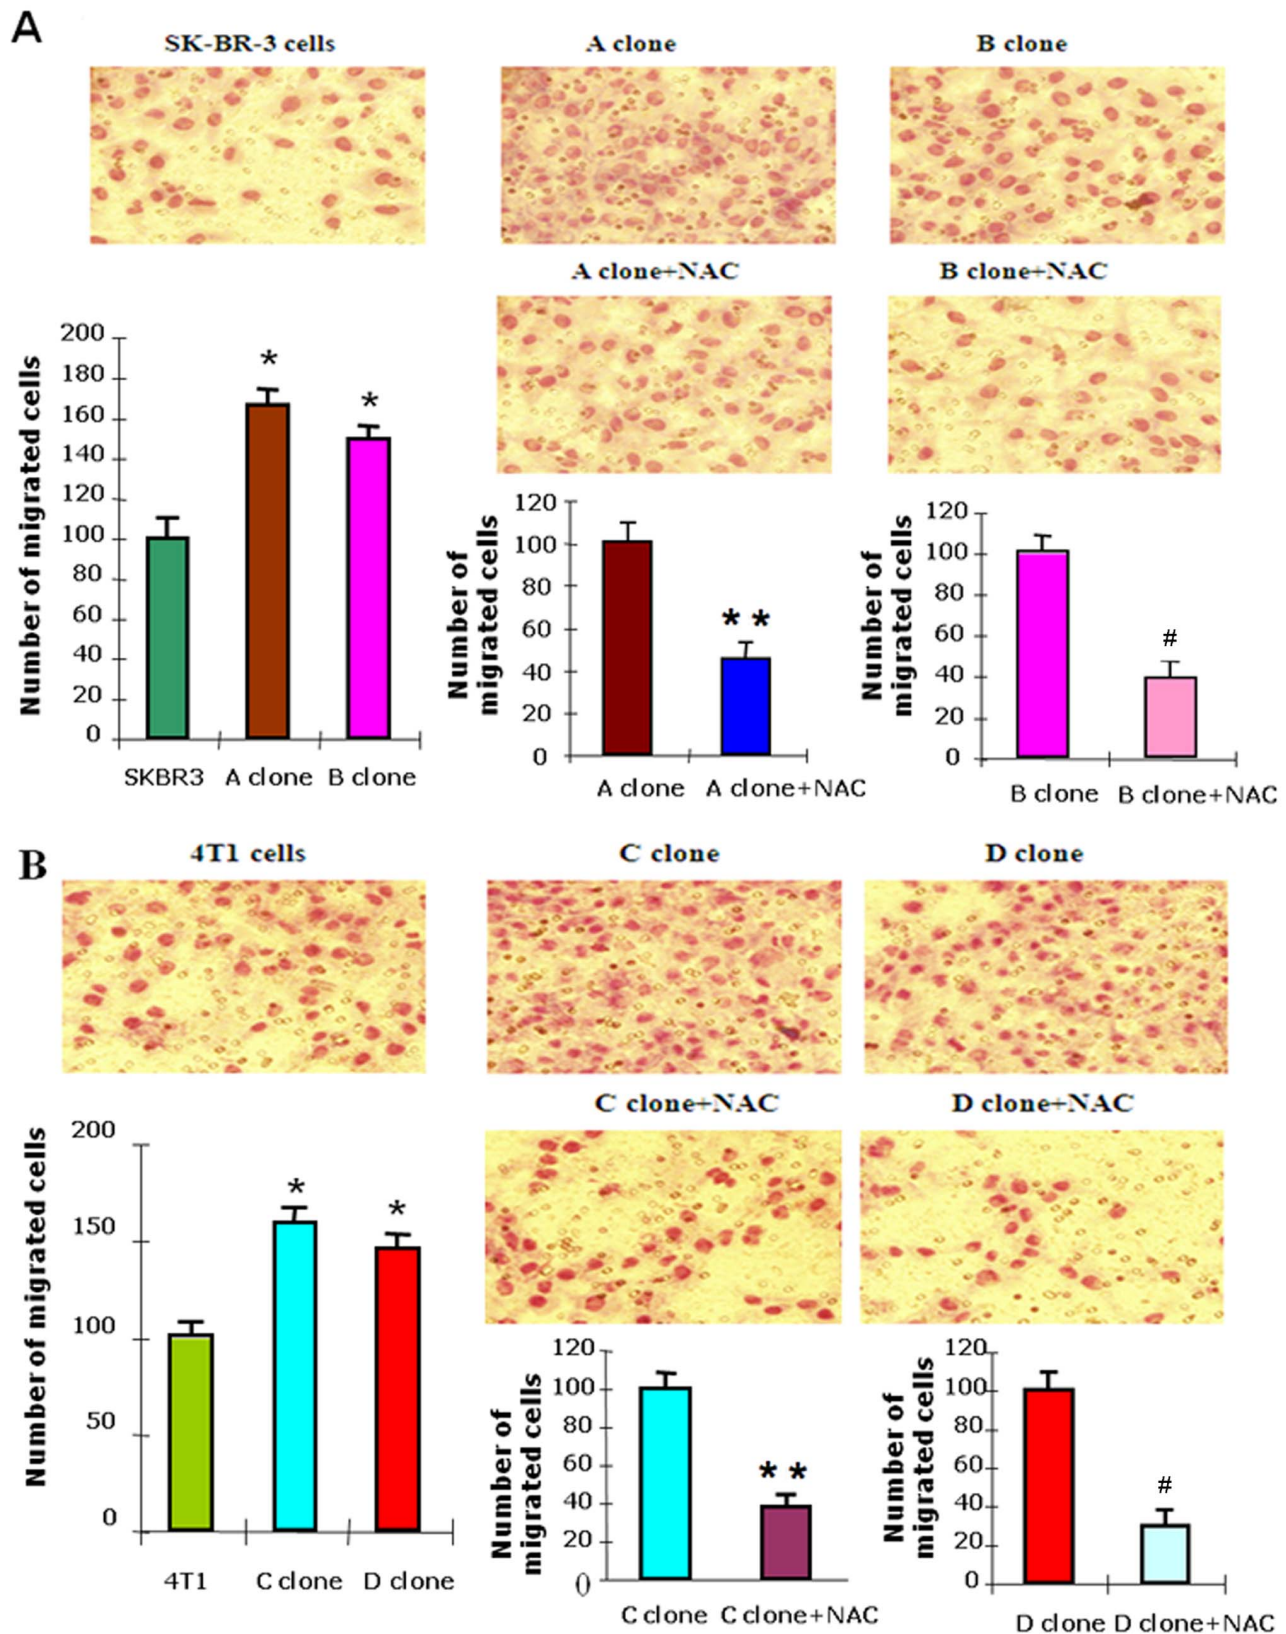 A
SK-BR-3 cells
A clone
B clone
A clone+NAC
B clone+NAC
Number of migrated cells
200
180
160
140
120
100
80
60
40
20
0
*
*
SKBR3 A clone B clone
Number of
migrated cells
120
100
80
60
40
20
0
* *
A clone A clone+NAC
Number of
migrated cells
120
100
80
60
40
20
0
#
B clone B clone+NAC
B
4T1 cells
C clone
D clone
C clone+NAC
D clone+NAC
Number of migrated cells
200
150
100
50
0
*
*
4T1 C clone D clone
Number of
migrated cells
120
100
80
60
40
20
0
* *
C clone C clone+NAC
Number of
migrated cells
120
100
80
60
40
20
0
#
D clone D clone+NAC